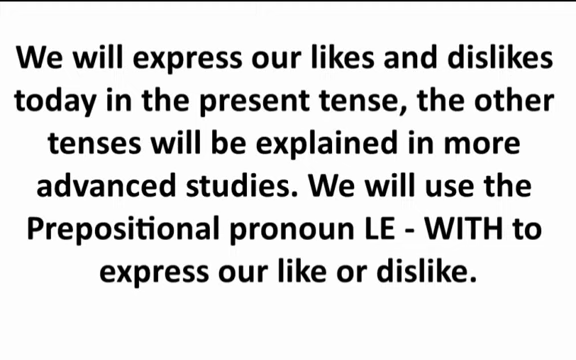 We will express our likes and dislikes
today in the present tense, the other
tenses will be explained in more
advanced studies. We will use the
Prepositional pronoun LE - WITH to
express our like or dislike.